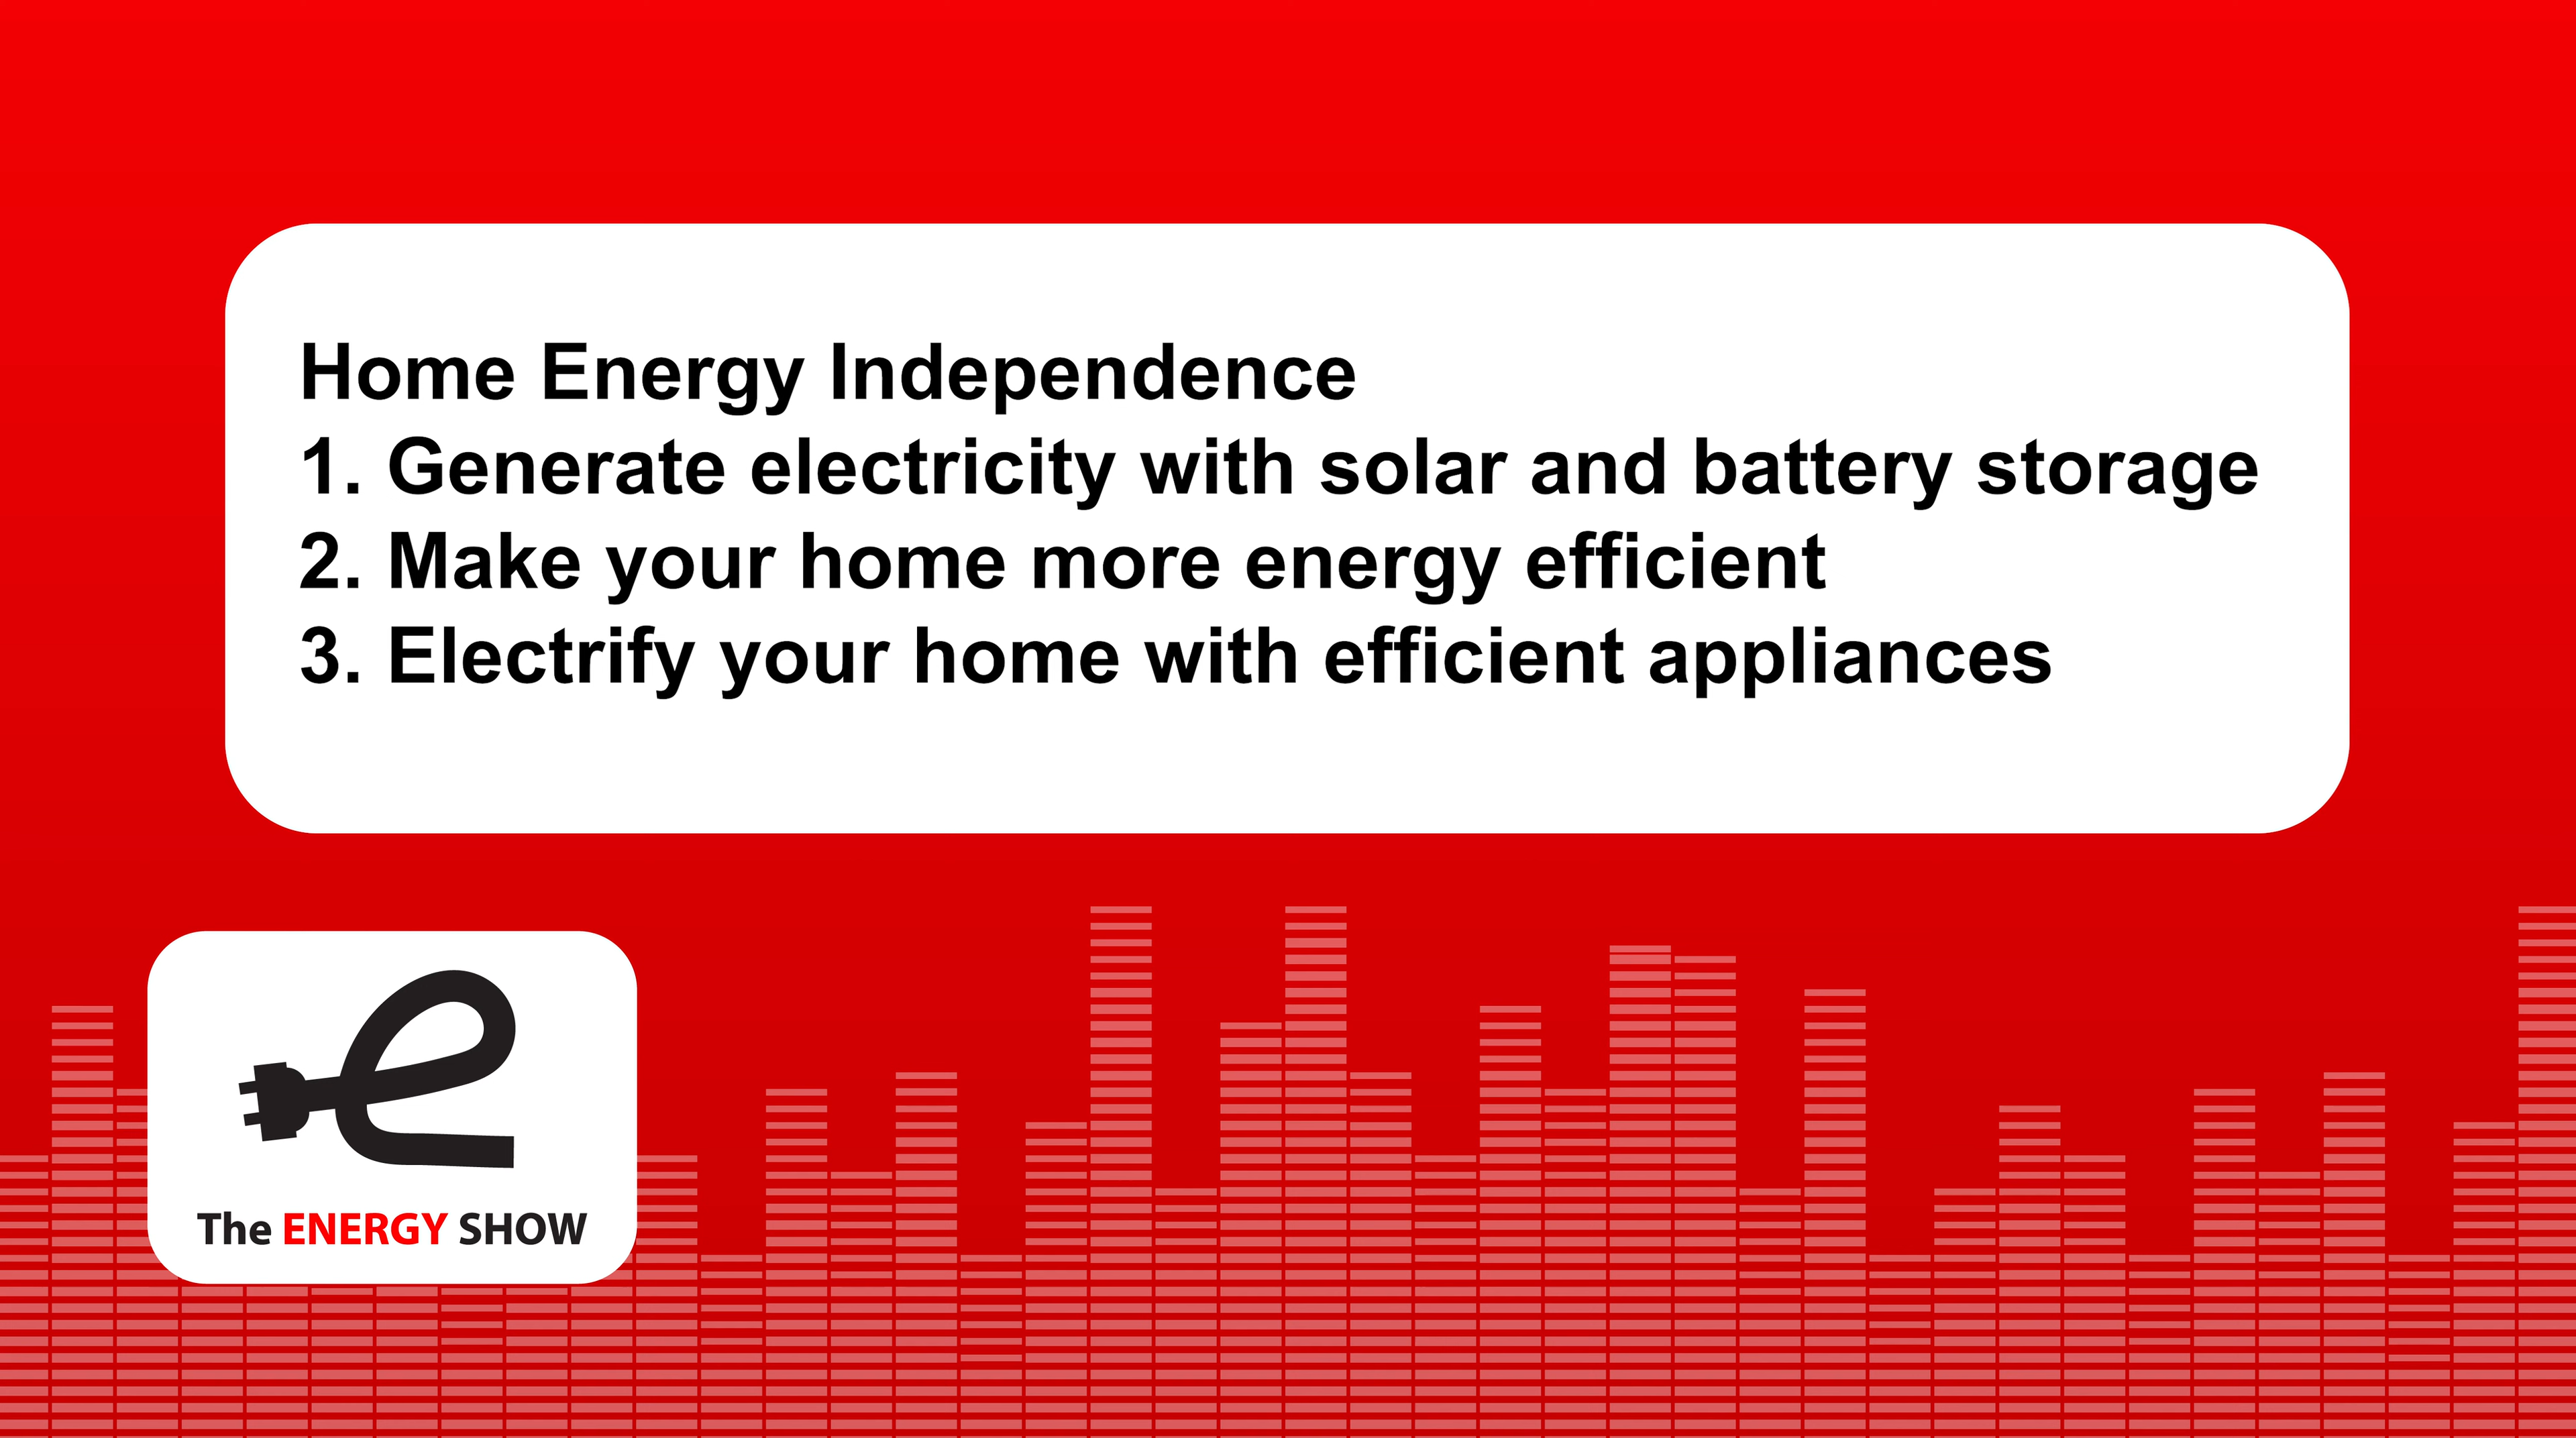 Home Energy Independence
1. Generate electricity with solar and battery storage
2. Make your home more energy efficient
3. Electrify your home with efficient appliances
The ENERGY SHOW